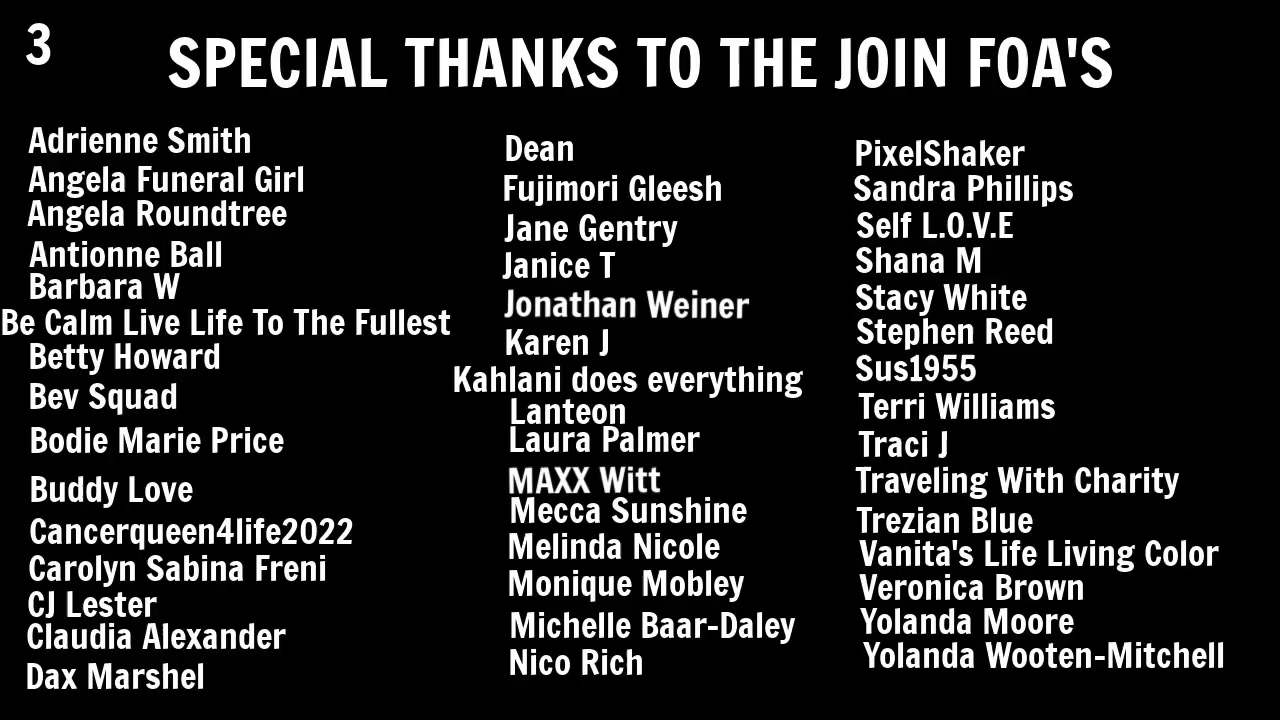 3
SPECIAL THANKS TO THE JOIN FOA'S
Adrienne Smith
Angela Funeral Girl
Angela Roundtree
Antionne Ball
Barbara W
Be Calm Live Life To The Fullest
Betty Howard
Bev Squad
Bodie Marie Price
Buddy Love
Cancerqueen4life2022
Carolyn Sabina Freni
CJ Lester
Claudia Alexander
Dax Marshel
Dean
Fujimori Gleesh
Jane Gentry
Janice T
Jonathan Weiner
Karen J
Kahlani does everything
Lanteon
Laura Palmer
MAXX Witt
Mecca Sunshine
Melinda Nicole
Monique Mobley
Michelle Baar-Daley
Nico Rich
PixelShaker
Sandra Phillips
Self L.O.V.E
Shana M
Stacy White
Stephen Reed
Sus1955
Terri Williams
Traci J
Traveling With Charity
Trezian Blue
Vanita's Life Living Color
Veronica Brown
Yolanda Moore
Yolanda Wooten-Mitchell